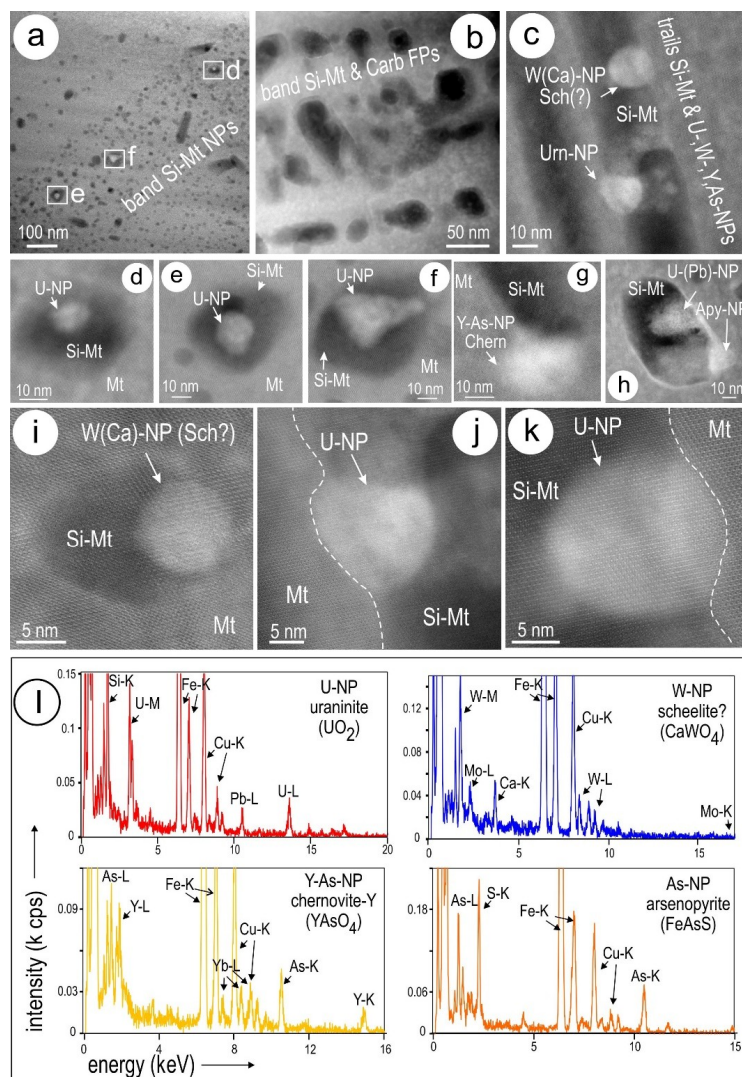 a
d
f
e
band Si-Mt NPs
100 nm
b
band Si-Mt & Carb FPs
50 nm
c
W(Ca)-NP
Sch(?)
Si-Mt
Urn-NP
trails Si-Mt & U-,W-,Y,As-NPs
10 nm
d
U-NP
Si-Mt
Mt
10 nm
e
Si-Mt
U-NP
Mt
10 nm
f
U-NP
Si-Mt
Mt
10 nm
g
Mt
Si-Mt
Y-As-NP
Chern
10 nm
h
Si-Mt
U-(Pb)-NP
Apy-NP
10 nm
i
W(Ca)-NP (Sch?)
Si-Mt
Mt
5 nm
j
U-NP
Mt
Si-Mt
5 nm
k
U-NP
Mt
Si-Mt
5 nm
l
0.15
0.1
0.05
0
0 5 10 15 20
Si-K
U-M
Fe-K
Cu-K
Pb-L
U-L
U-NP
uraninite
(UO2)
0.12
0.08
0.04
0
0 5 10 15
W-M
Mo-L
Ca-K
Fe-K
Cu-K
W-L
Mo-K
W-NP
scheelite?
(CaWO4)
0.09
0.03
0
0 4 8 12 16
As-L
Y-L
Fe-K
Yb-L
Cu-K
As-K
Y-K
Y-As-NP
chernovite-Y
(YAsO4)
0.18
0.08
0
0 5 10 15
As-L
S-K
Fe-K
Cu-K
As-K
As-NP
arsenopyrite
(FeAsS)
intensity (k cps)
energy (keV)